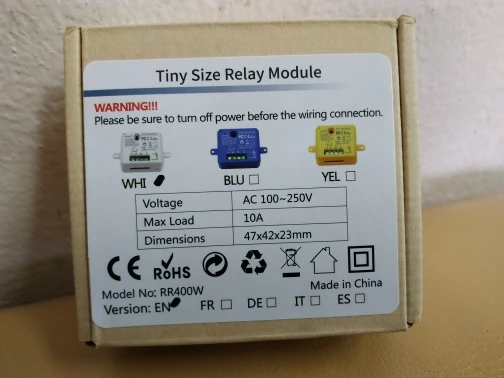 Tiny Size Relay Module
WARNING!!!
Please be sure to turn off power before the wiring connection.
WHI BLU YEL
Voltage AC 100~250V
Max Load 10A
Dimensions 47x42x23mm
CE RoHS
Made in China
Model No: RR400W
Version: EN FR DE IT ES